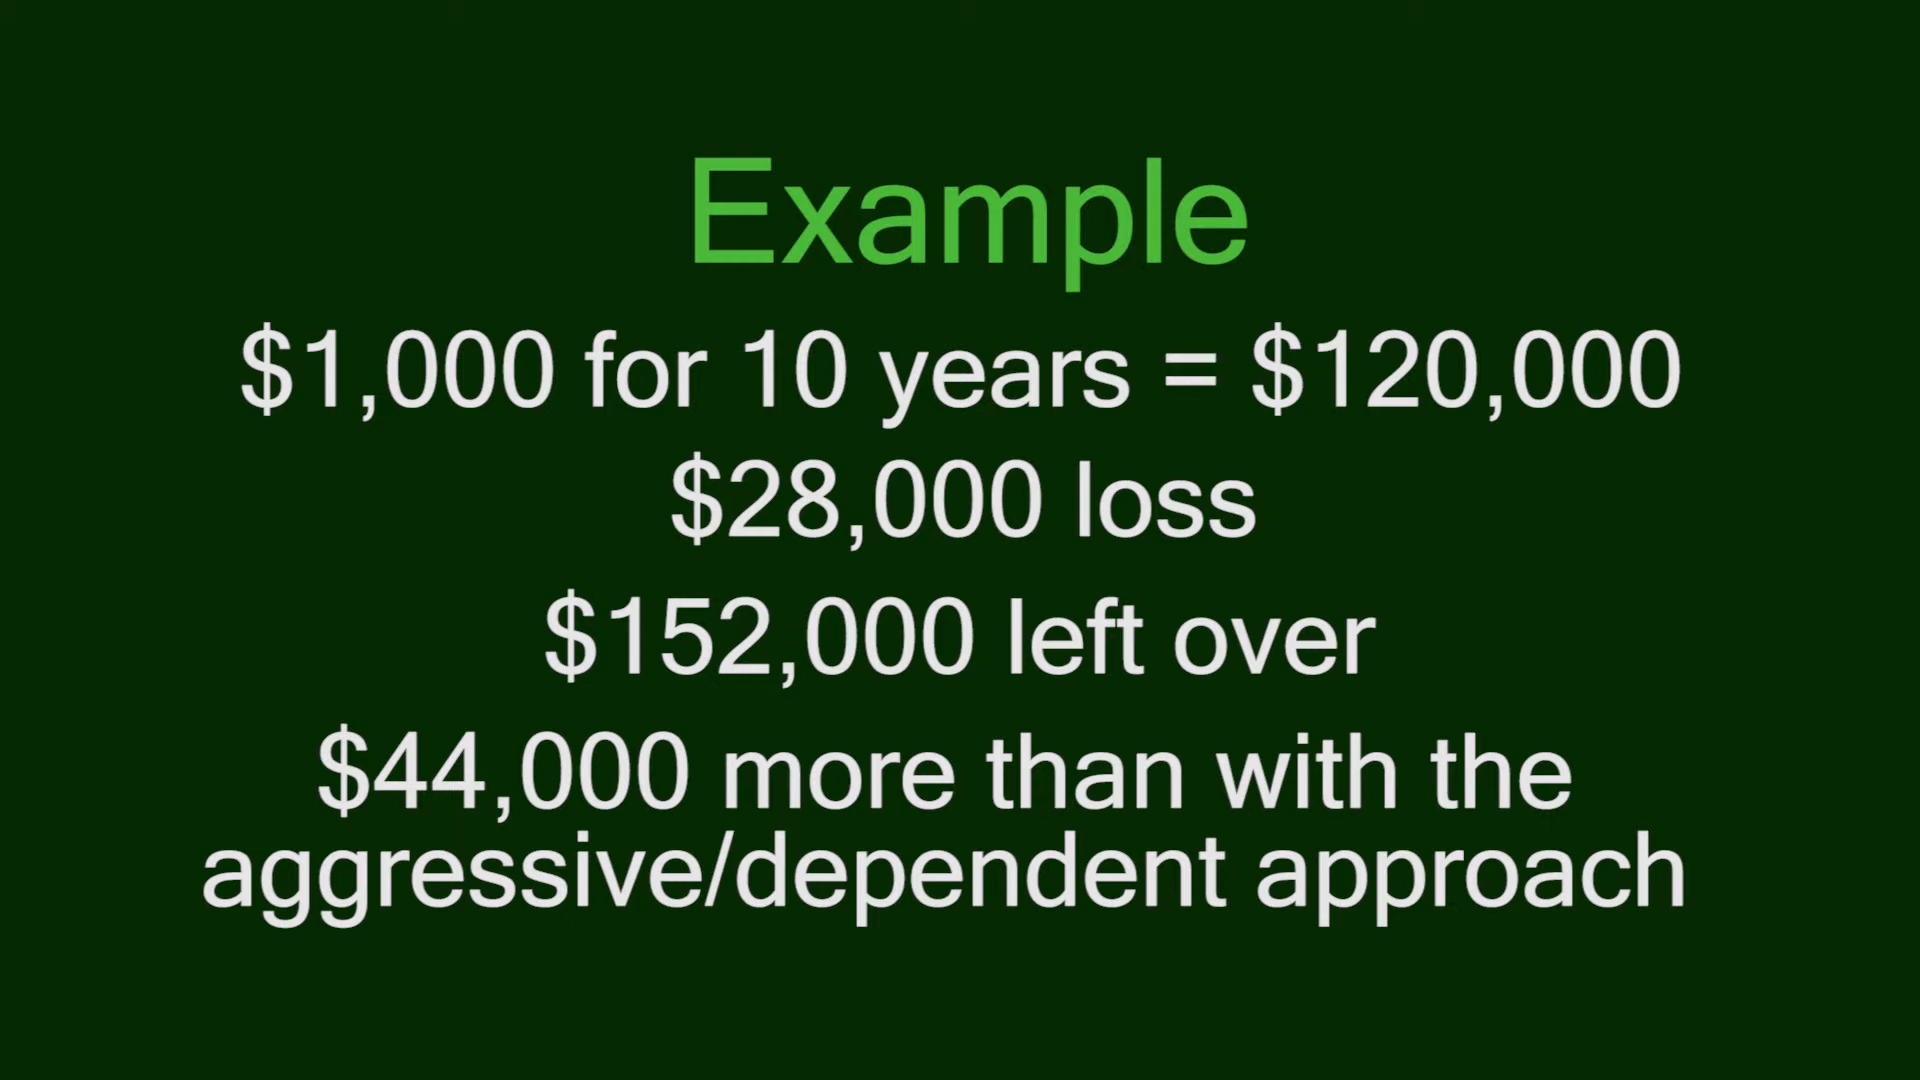 Example
$1,000 for 10 years = $120,000
$28,000 loss
$152,000 left over
$44,000 more than with the
aggressive/dependent approach